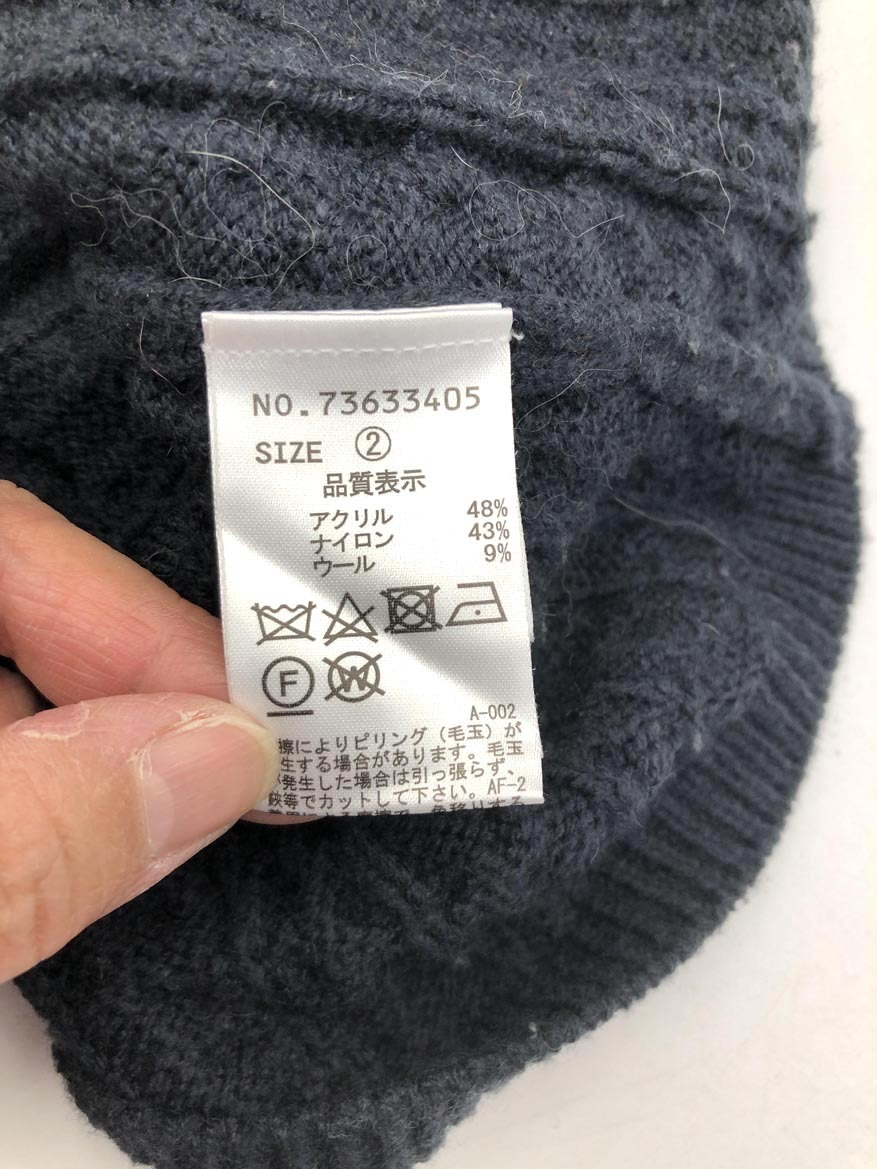 NO.73633405
SIZE ②
品質表示
アクリル 48%
ナイロン 43%
ウール 9%
F W
A-002
擦によりピリング（毛玉）が
生する場合があります。毛玉
発生した場合は引っ張らず、
鋏等でカットして下さい。AF-2